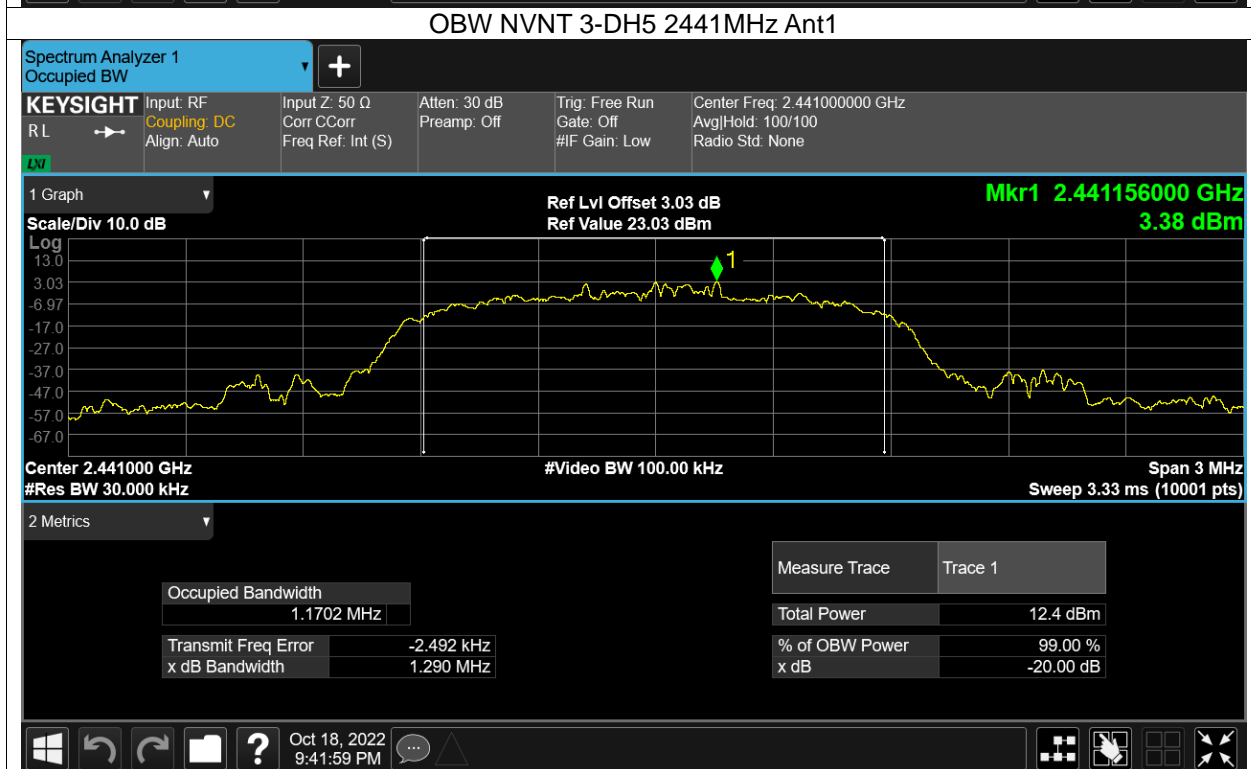 OBW NVNT 3-DH5 2441MHz Ant1
Spectrum Analyzer 1
Occupied BW
KEYSIGHT
R L
LXI
Input: RF
Coupling: DC
Align: Auto
Input Z: 50 Ω
Corr CCorr
Freq Ref: Int (S)
Atten: 30 dB
Preamp: Off
Trig: Free Run
Gate: Off
#IF Gain: Low
Center Freq: 2.441000000 GHz
Avg|Hold: 100/100
Radio Std: None
1 Graph
Scale/Div 10.0 dB
Ref Lvl Offset 3.03 dB
Ref Value 23.03 dBm
Mkr1 2.441156000 GHz
3.38 dBm
Log
13.0
3.03
-6.97
-17.0
-27.0
-37.0
-47.0
-57.0
-67.0
1
Center 2.441000 GHz
#Video BW 100.00 kHz
Span 3 MHz
#Res BW 30.000 kHz
Sweep 3.33 ms (10001 pts)
2 Metrics
Occupied Bandwidth
1.1702 MHz
Transmit Freq Error -2.492 kHz
x dB Bandwidth 1.290 MHz
Measure Trace Trace 1
Total Power 12.4 dBm
% of OBW Power 99.00 %
x dB -20.00 dB
Oct 18, 2022
9:41:59 PM